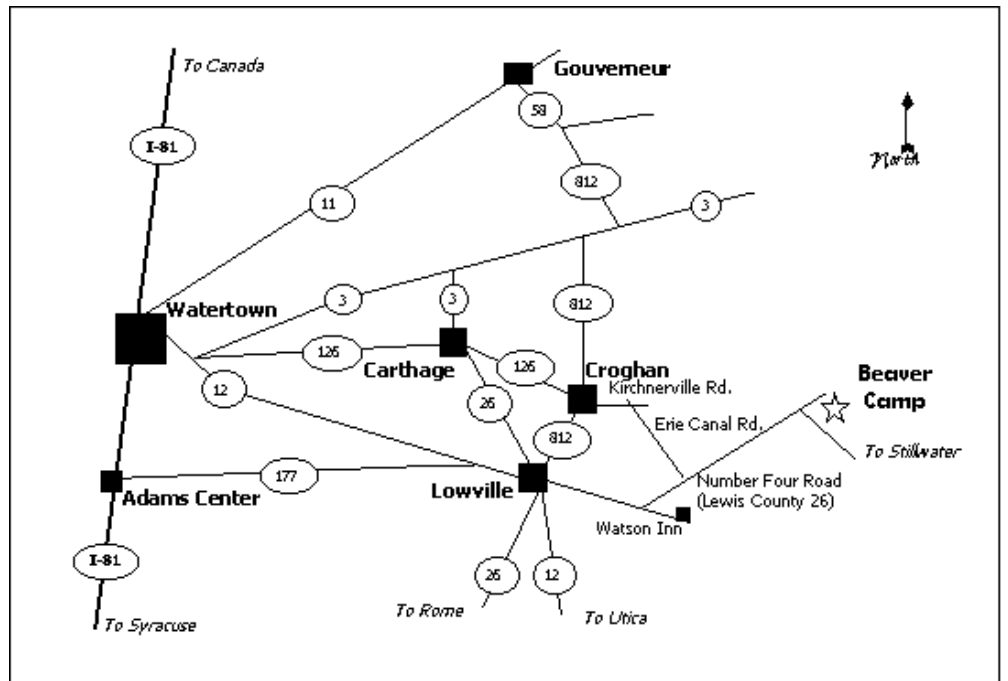 To Canada
Gouverneur
I-81
58
North
812
11
3
3
3
812
Watertown
126
Carthage
126
Croghan
Kirchnerville Rd.
Beaver
Camp
12
26
Erie Canal Rd.
812
To Stillwater
177
Adams Center
Lowville
Number Four Road
(Lewis County 26)
Watson Inn
I-81
26
12
To Rome
To Utica
To Syracuse